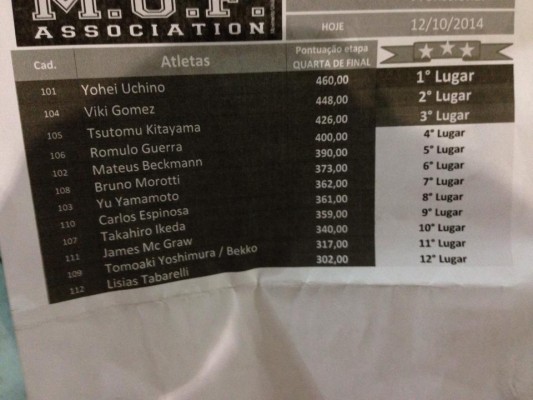 ASSOCIATION
HOJE 12/10/2014
Cad. Atletas Pontuação etapa
QUARTA DE FINAL
101 Yohei Uchino 460,00 1° Lugar
104 Viki Gomez 448,00 2° Lugar
105 Tsutomu Kitayama 426,00 3° Lugar
106 Romulo Guerra 400,00 4° Lugar
102 Mateus Beckmann 390,00 5° Lugar
108 Bruno Morotti 373,00 6° Lugar
103 Yu Yamamoto 362,00 7° Lugar
110 Carlos Espinosa 361,00 8° Lugar
107 Takahiro Ikeda 359,00 9° Lugar
111 James Mc Graw 340,00 10° Lugar
109 Tomoaki Yoshimura / Bekko 317,00 11° Lugar
112 Lisias Tabarelli 302,00 12° Lugar